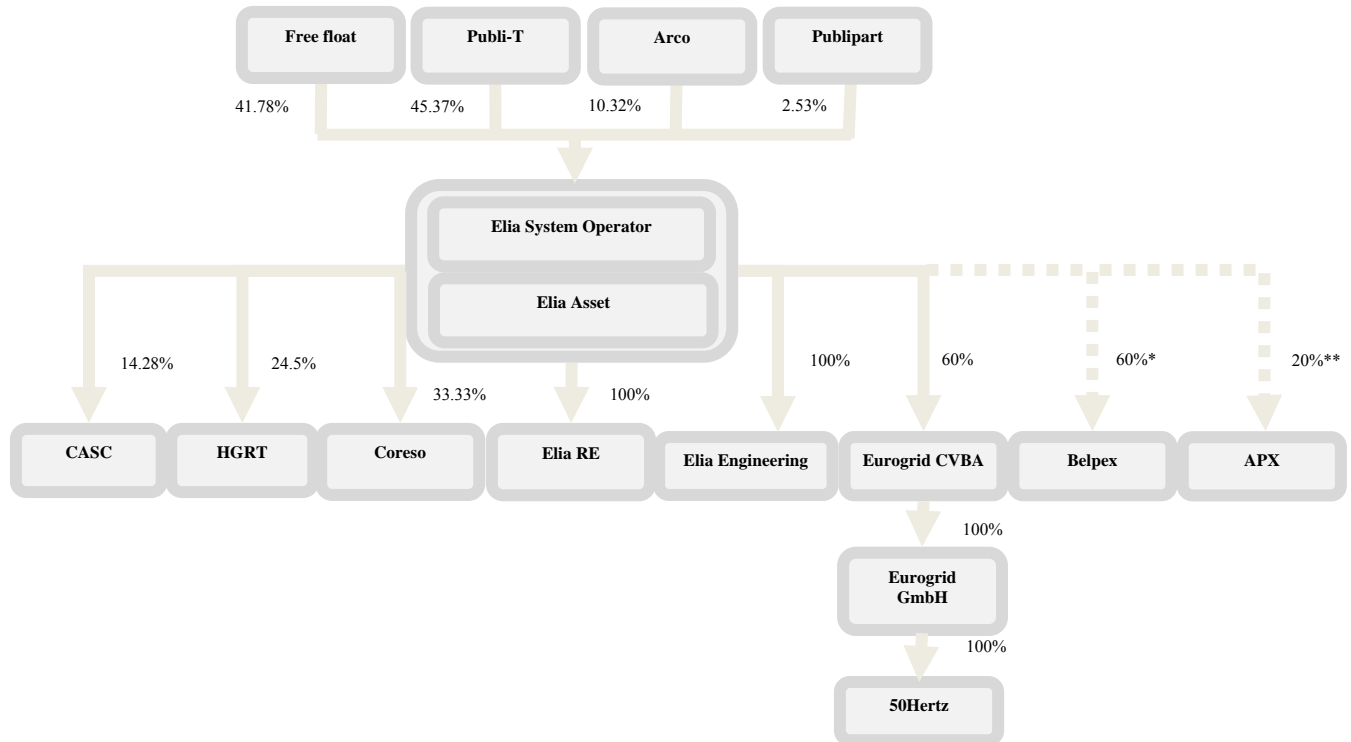 Free float
Publi-T
Arco
Publipart
41.78%
45.37%
10.32%
2.53%
Elia System Operator
Elia Asset
14.28%
24.5%
33.33%
100%
100%
60%
60%*
20%**
CASC
HGRT
Coreso
Elia RE
Elia Engineering
Eurogrid CVBA
Belpex
APX
100%
Eurogrid
GmbH
100%
50Hertz